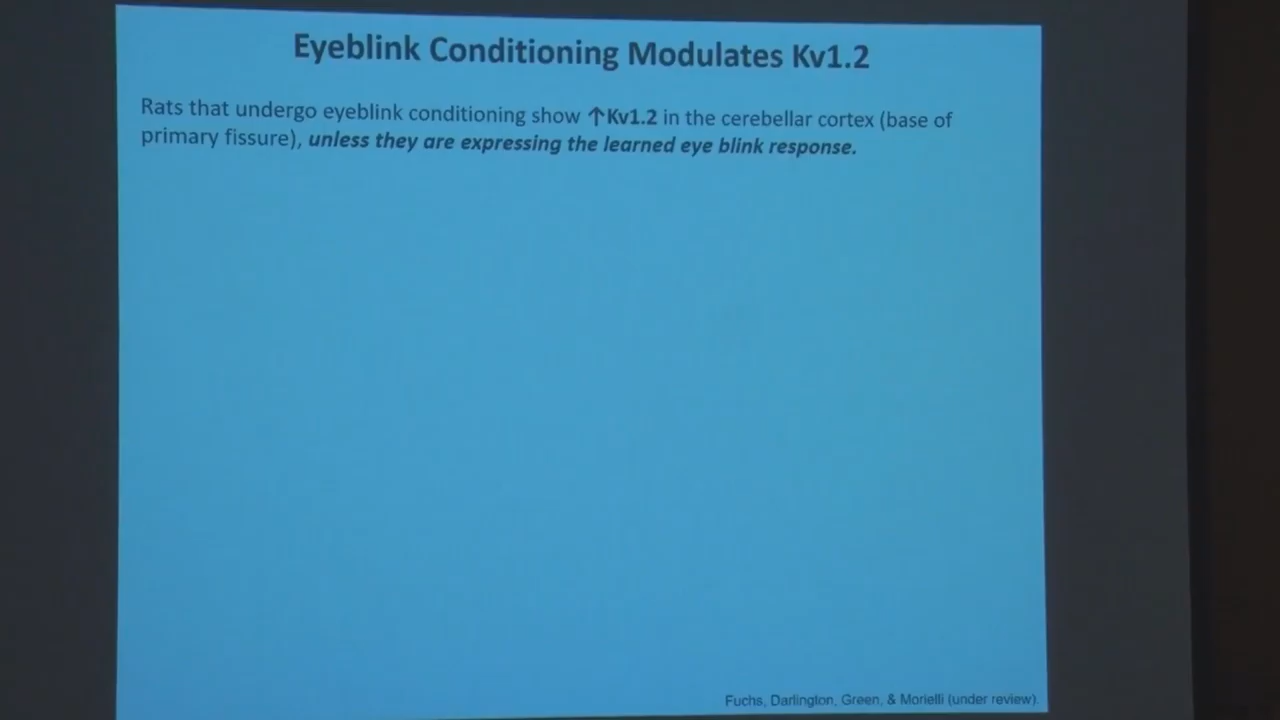 Eyeblink Conditioning Modulates Kv1.2
Rats that undergo eyeblink conditioning show ↑Kv1.2 in the cerebellar cortex (base of
primary fissure), unless they are expressing the learned eye blink response.
Fuchs, Darlington, Green, & Morielli (under review).